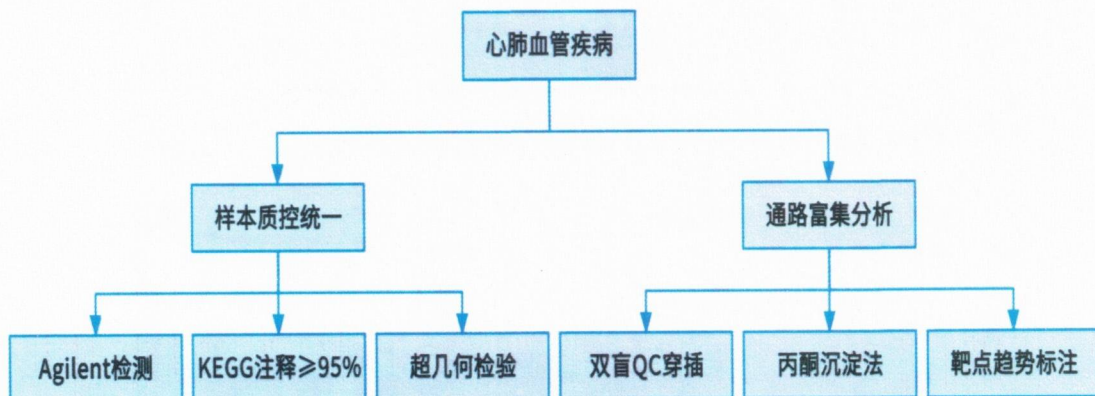 心肺血管疾病
样本质控统一
通路富集分析
Agilent检测
KEGG注释≥95%
超几何检验
双盲QC穿插
丙酮沉淀法
靶点趋势标注